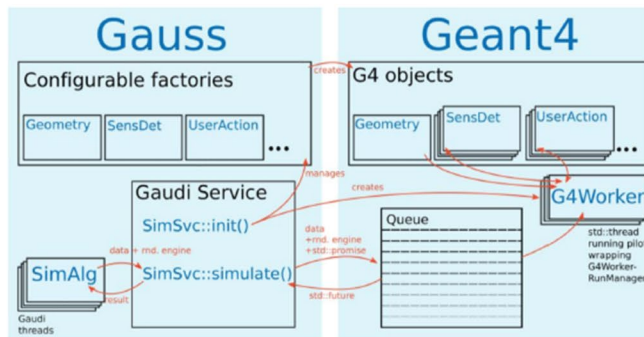 Gauss
Geant4
Configurable factories
creates
G4 objects
Geometry
SensDet
UserAction
...
Geometry
SensDet
UserAction
...
manages
Gaudi Service
creates
G4Worker
SimSvc::init()
data
+rnd. engine
+std::promise
Queue
std::thread
running pilot
wrapping
G4Worker-
RunManager
data + rnd. engine
SimAlg
SimSvc::simulate()
result
std::future
Gaudi
threads